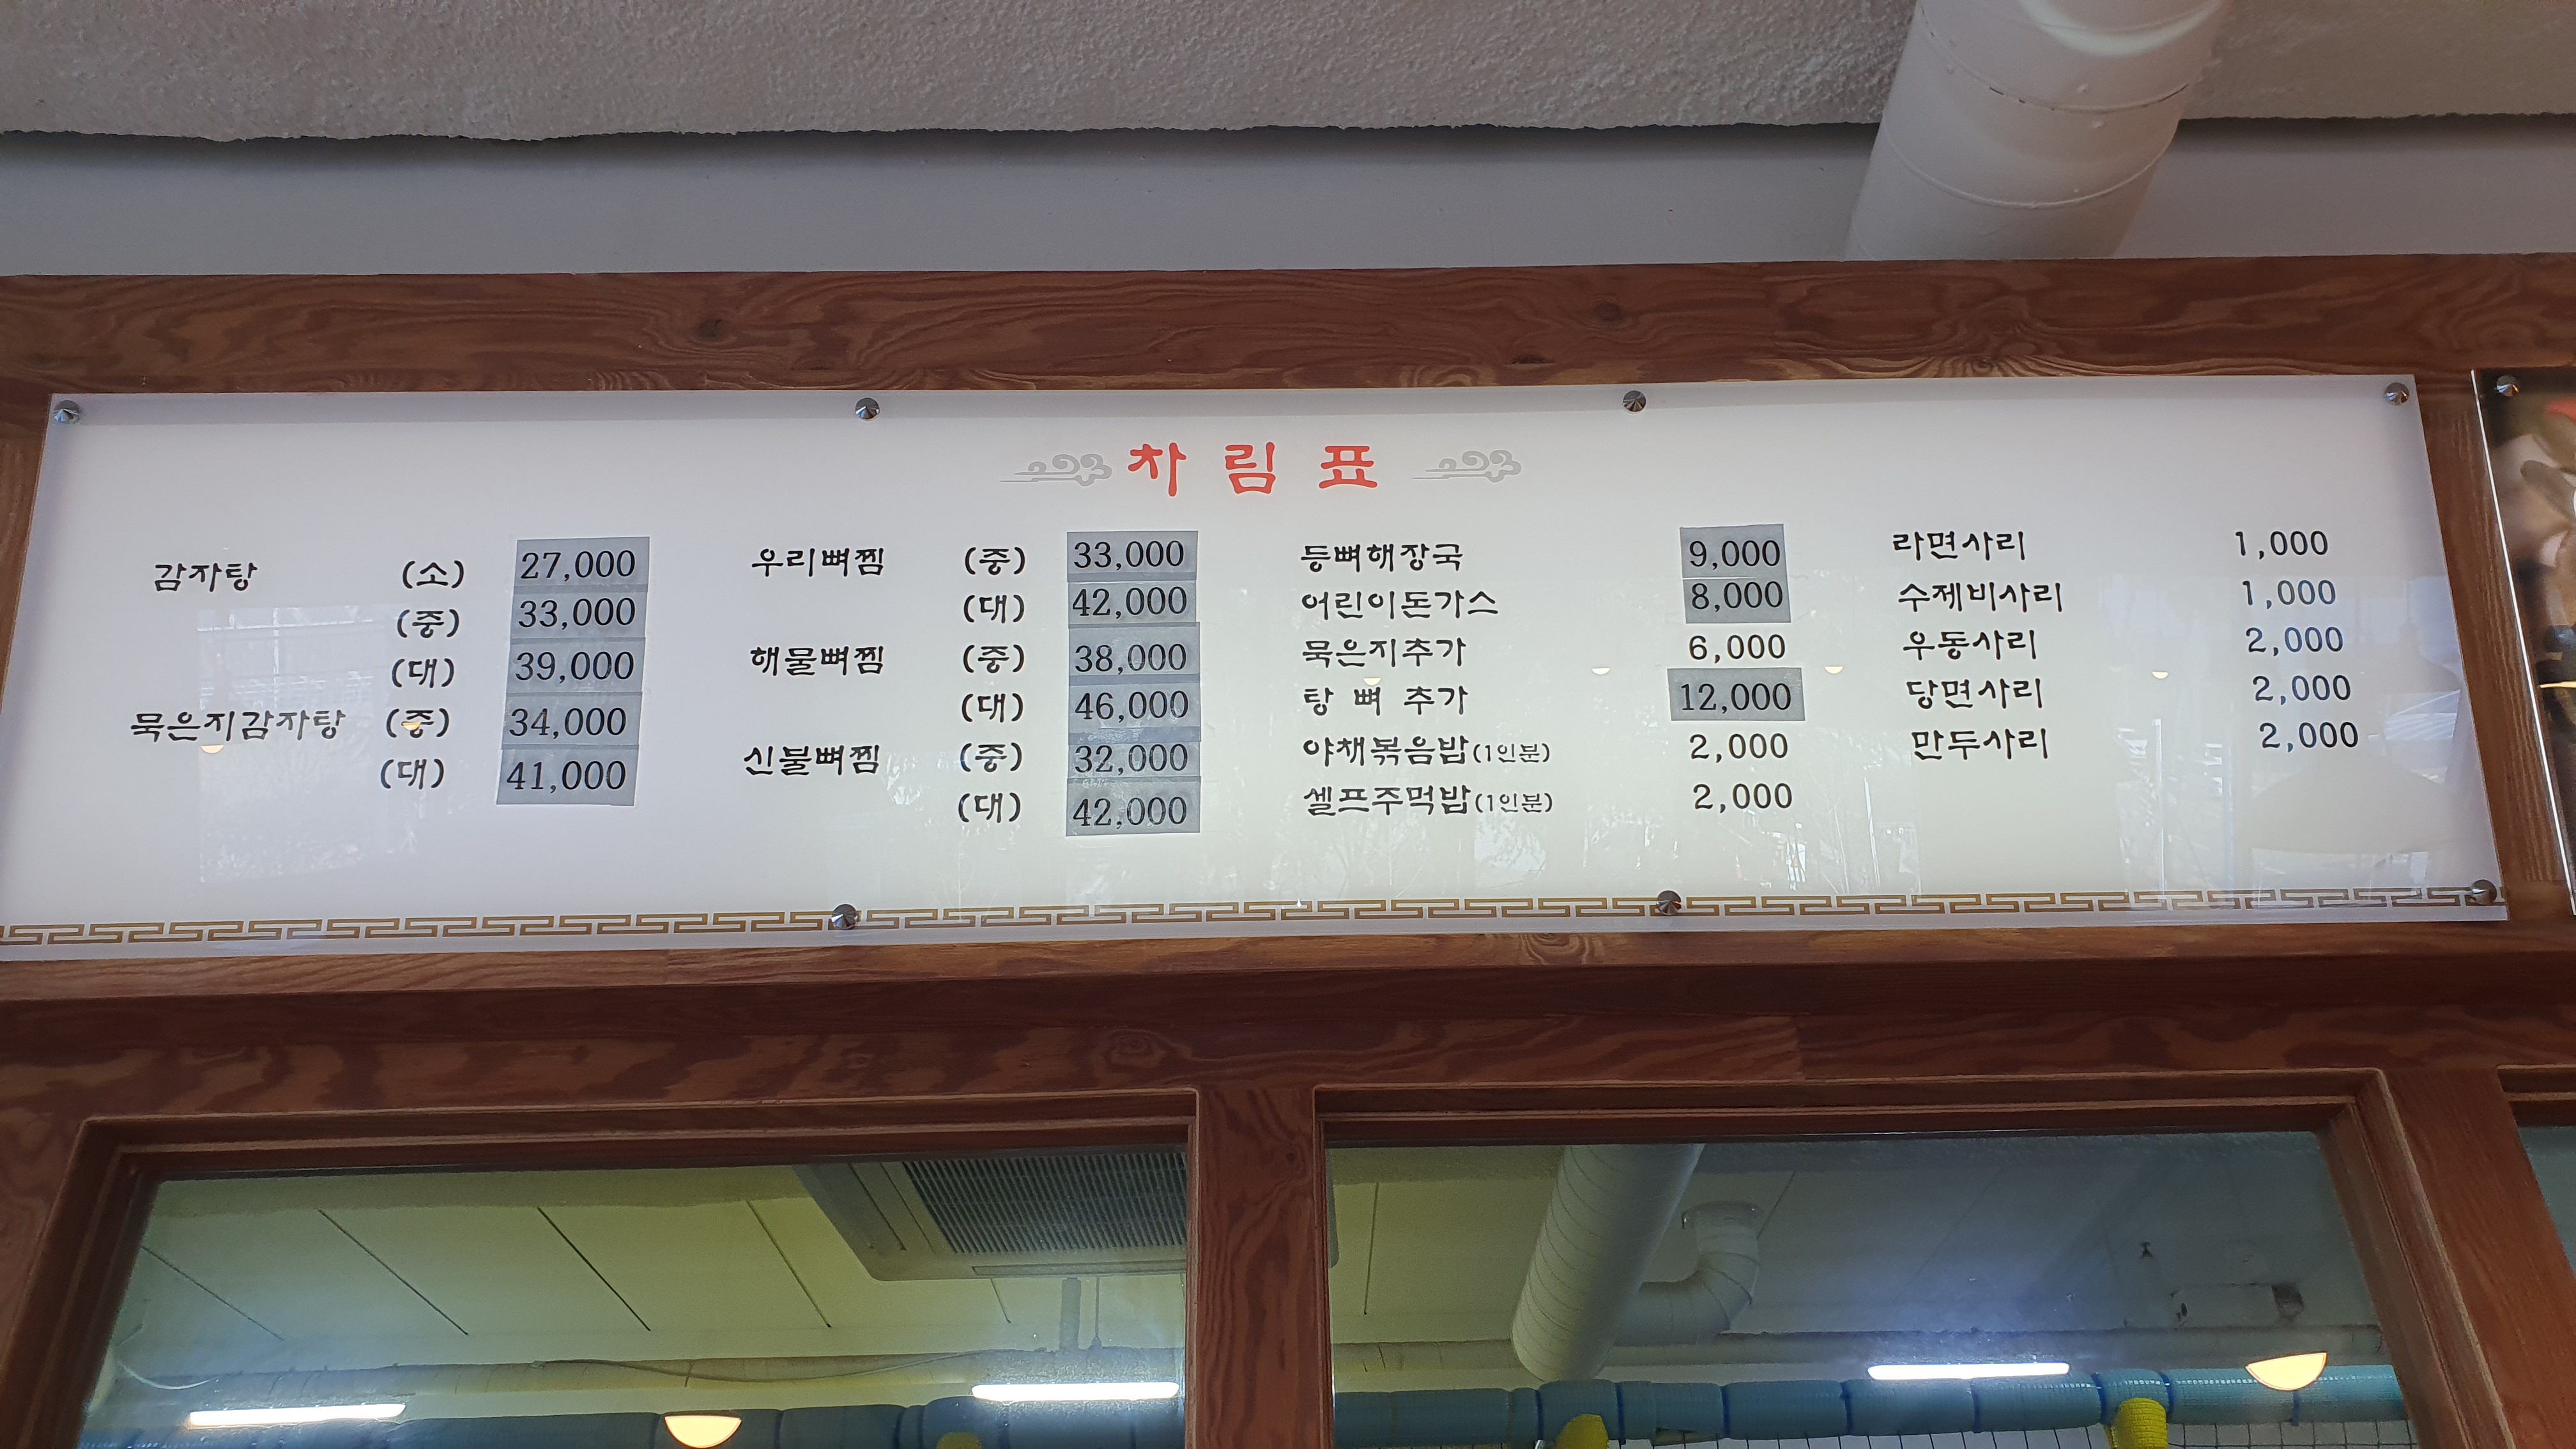 차림표
감자탕 (소) 27,000
(중) 33,000
(대) 39,000
묵은지감자탕 (중) 34,000
(대) 41,000
우리뼈찜 (중) 33,000
(대) 42,000
해물뼈찜 (중) 38,000
(대) 46,000
신불뼈찜 (중) 32,000
(대) 42,000
등뼈해장국 9,000
어린이돈가스 8,000
묵은지추가 6,000
탕 뼈 추가 12,000
야채볶음밥(1인분) 2,000
셀프주먹밥(1인분) 2,000
라면사리 1,000
수제비사리 1,000
우동사리 2,000
당면사리 2,000
만두사리 2,000